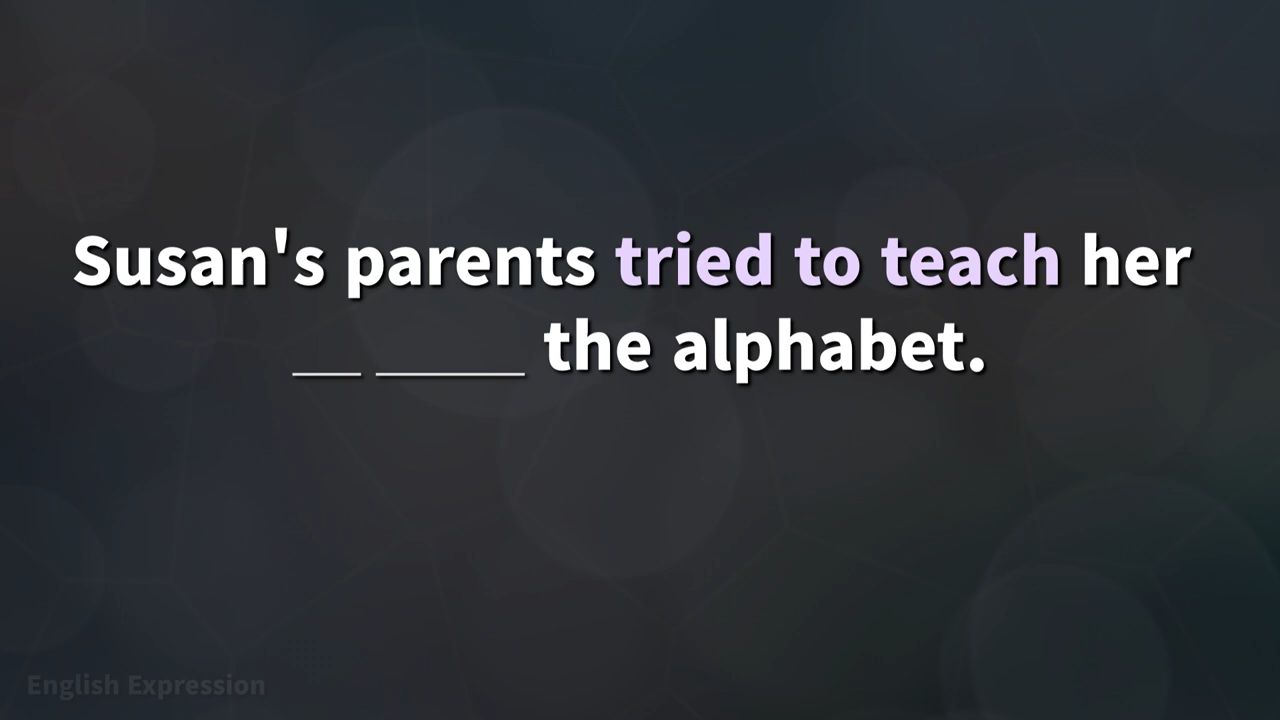 Susan's parents tried to teach her
__ _____ the alphabet.
English Expression